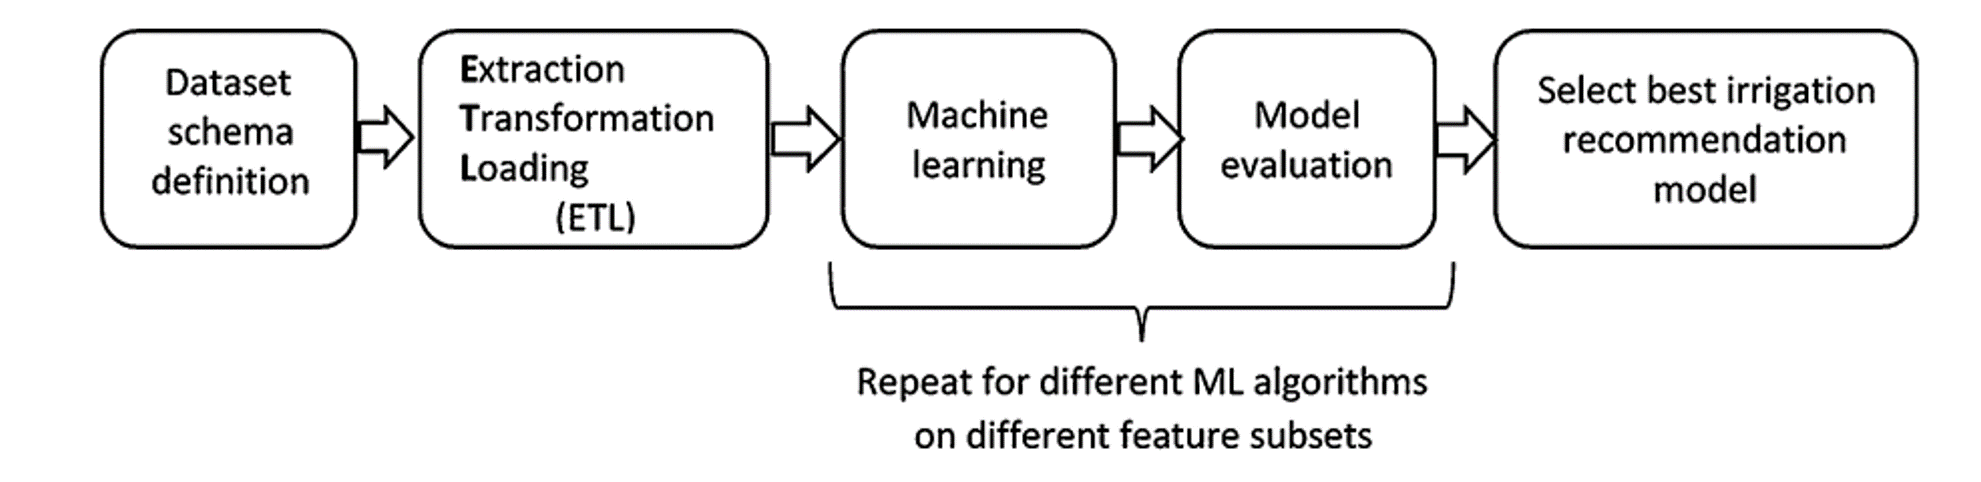 Dataset
schema
definition
Extraction
Transformation
Loading
(ETL)
Machine
learning
Model
evaluation
Select best irrigation
recommendation
model
Repeat for different ML algorithms
on different feature subsets